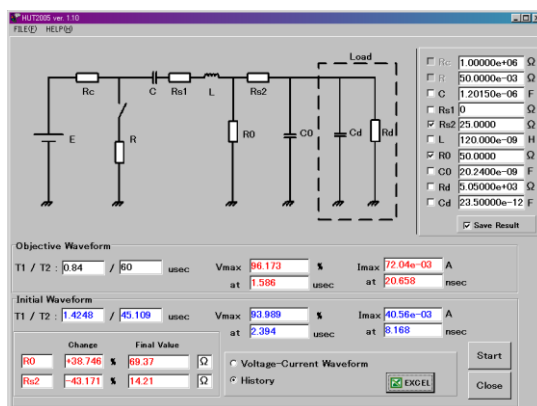 HUT2005 ver. 1.10
FILE(F) HELP(H)
Load
Rc C Rs1 L Rs2
E R R0 C0 Cd Rd
Rc 1.00000e+06 Ω
R 50.0000e-03 Ω
C 1.20150e-06 F
Rs1 0 Ω
Rs2 25.0000 Ω
L 120.000e-09 H
R0 50.0000 Ω
C0 20.2400e-09 F
Rd 5.05000e+03 Ω
Cd 23.50000e-12 F
Save Result
Objective Waveform
T1 / T2 : 0.84 / 60 usec Vmax 96.173 % Imax 72.04e-03 A
at 1.586 usec at 20.658 nsec
Initial Waveform
T1 / T2 : 1.4248 / 45.109 usec Vmax 93.989 % Imax 40.56e-03 A
at 2.394 usec at 8.168 nsec
Change Final Value
R0 +38.746 % 69.37 Ω
Rs2 -43.171 % 14.21 Ω
Voltage-Current Waveform
History
EXCEL
Start
Close